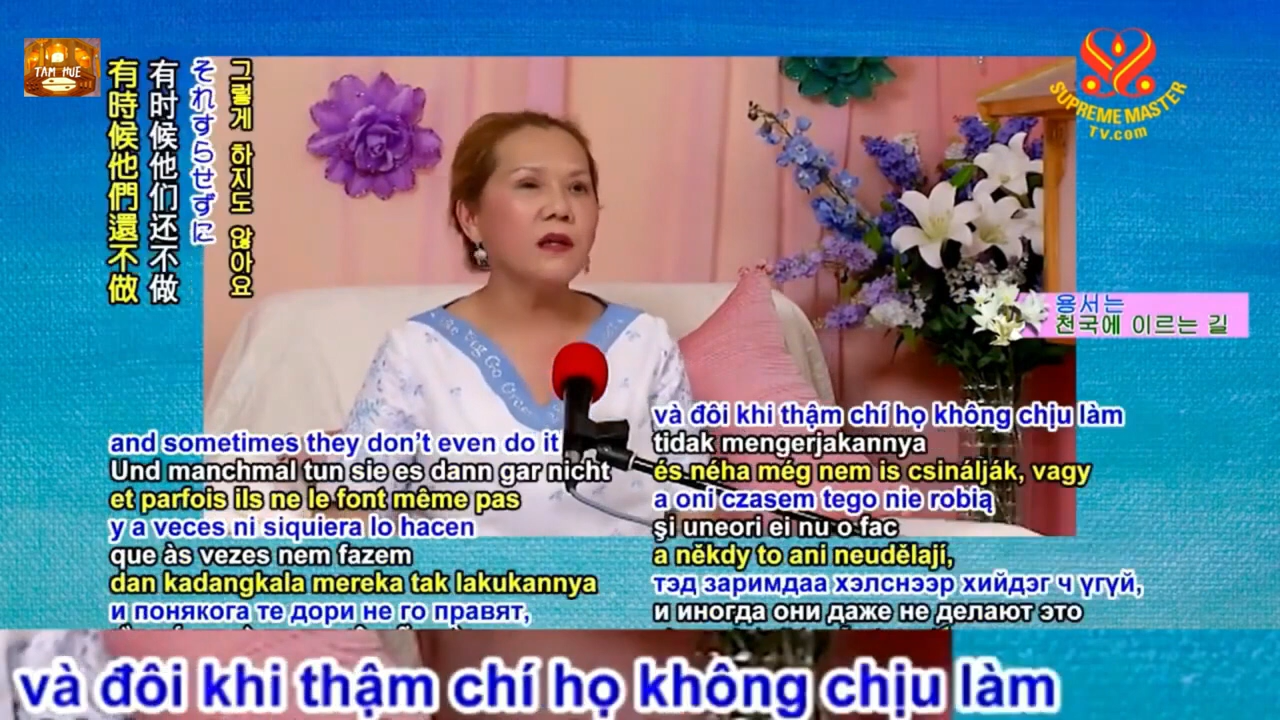 TAM HUE
有時候他們還不做
有时候他们还不做
それすらせずに
그렇게 하지도 않아요
SUPREME MASTER
TV.com
용서는
천국에 이르는 길
and sometimes they don't even do it
Und manchmal tun sie es dann gar nicht
et parfois ils ne le font même pas
y a veces ni siquiera lo hacen
que às vezes nem fazem
dan kadangkala mereka tak lakukannya
и понякога те дори не го правят,
và đôi khi thậm chí họ không chịu làm
tidak mengerjakannya
és néha még nem is csinálják, vagy
a oni czasem tego nie robią
şi uneori ei nu o fac
a někdy to ani neudělají,
тэд заримдаа хэлснээр хийдэг ч үгүй,
и иногда они даже не делают это
và đôi khi thậm chí họ không chịu làm